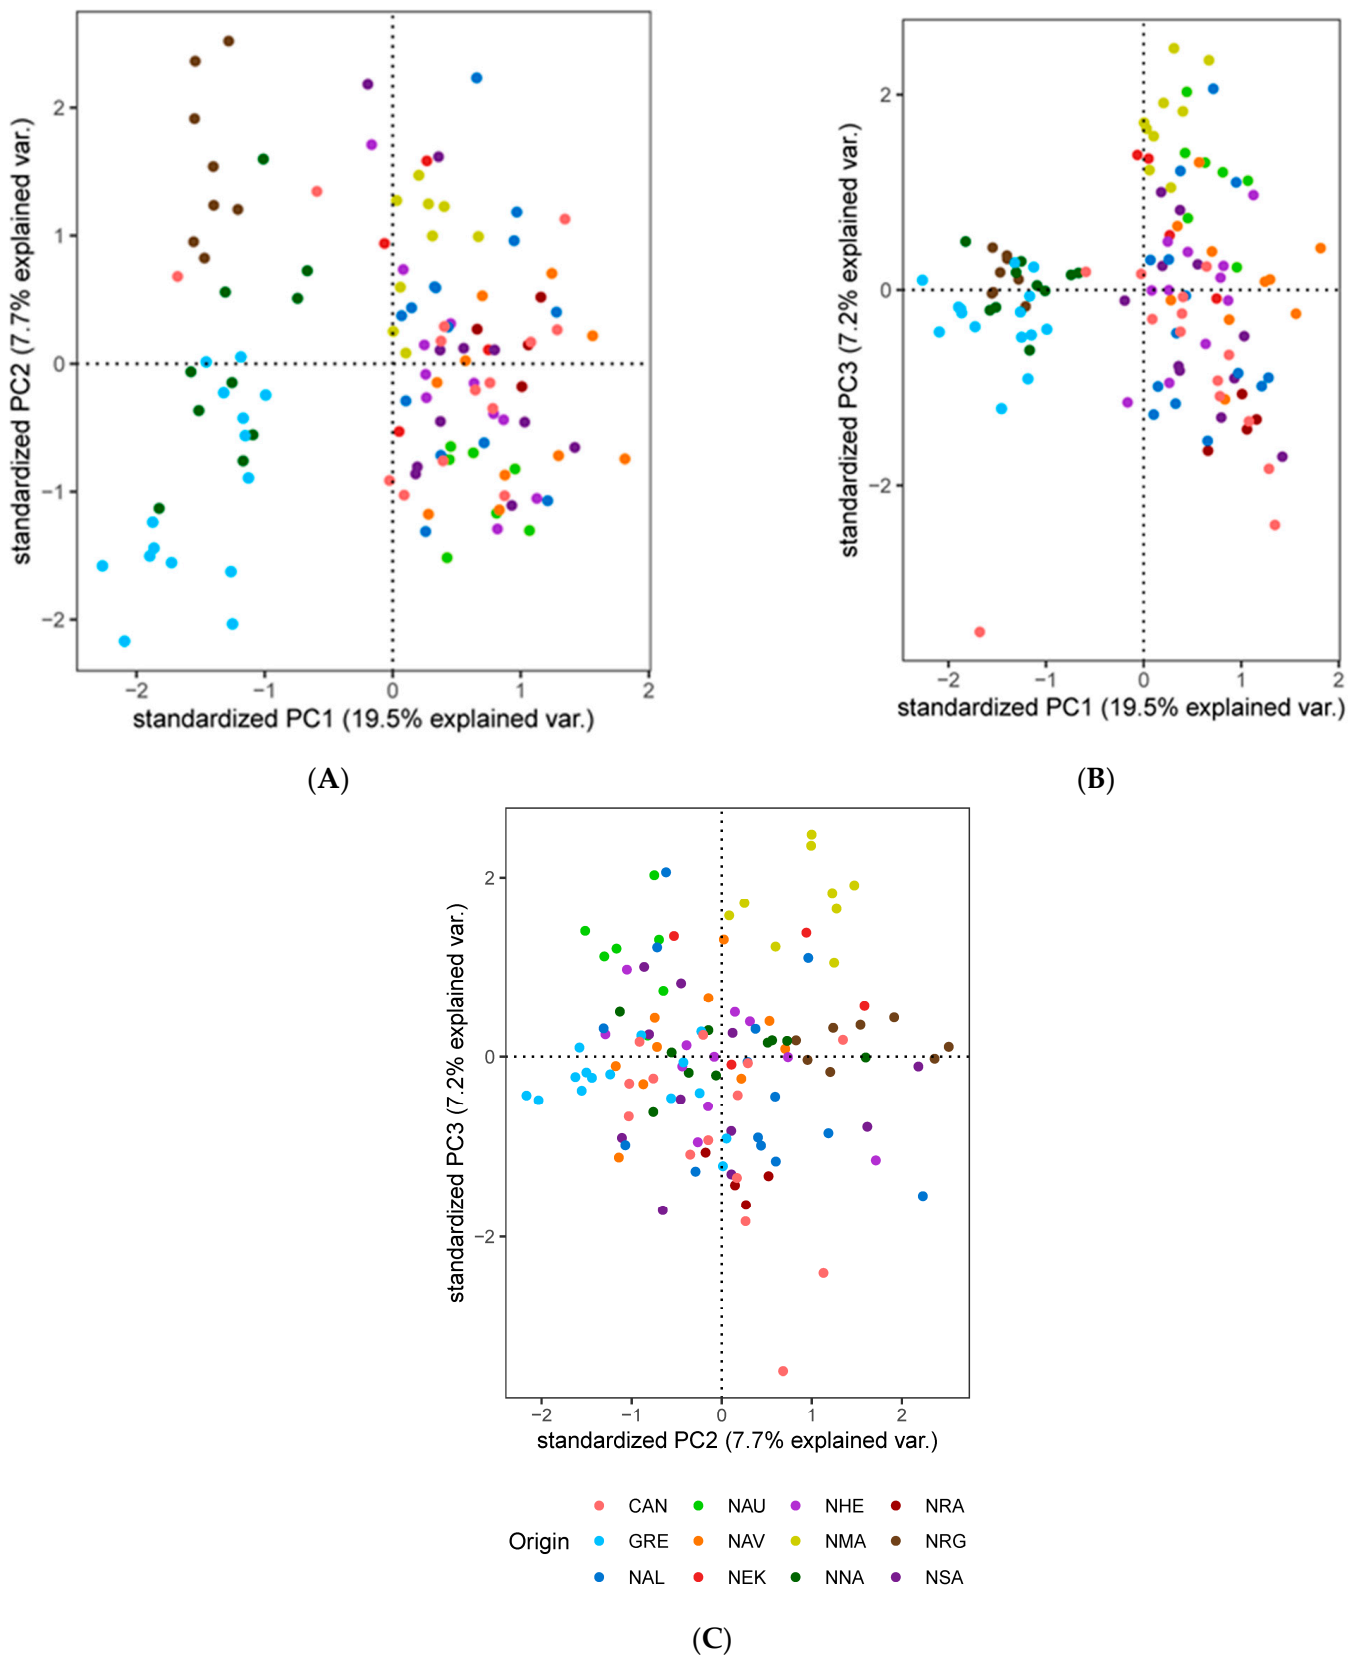 standardized PC2 (7.7% explained var.)
2
1
0
−1
−2
−2 −1 0 1 2
standardized PC1 (19.5% explained var.)
(A)
standardized PC3 (7.2% explained var.)
2
0
−2
−2 −1 0 1 2
standardized PC1 (19.5% explained var.)
(B)
standardized PC3 (7.2% explained var.)
2
0
−2
−2 −1 0 1 2
standardized PC2 (7.7% explained var.)
Origin
CAN NAU NHE NRA
GRE NAV NMA NRG
NAL NEK NNA NSA
(C)